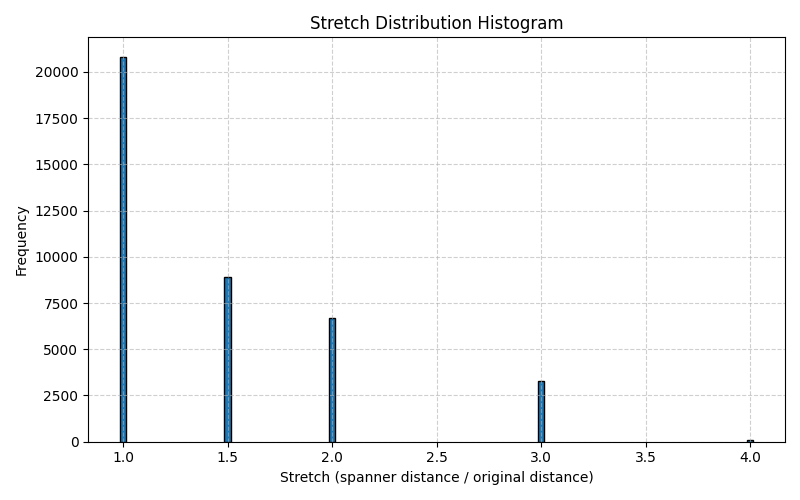 Stretch Distribution Histogram
Frequency
20000
17500
15000
12500
10000
7500
5000
2500
0
1.0 1.5 2.0 2.5 3.0 3.5 4.0
Stretch (spanner distance / original distance)